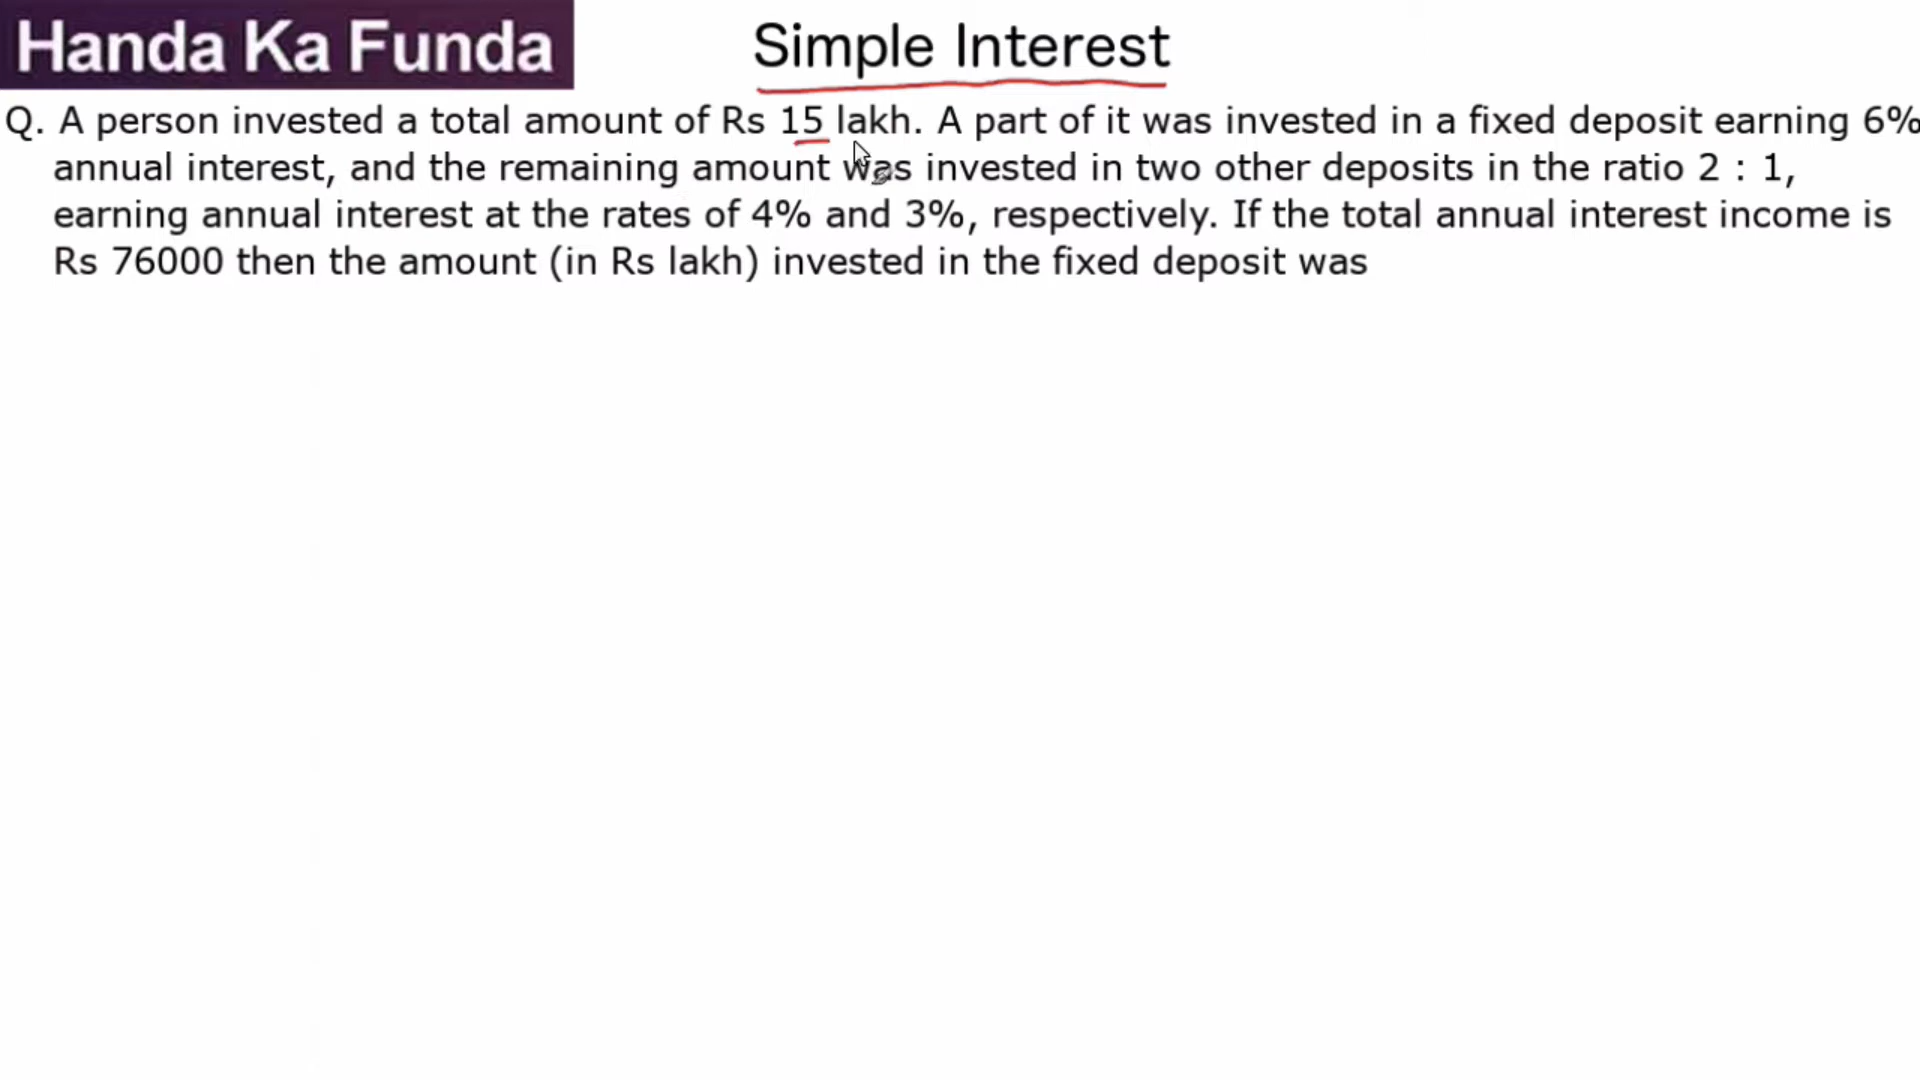 Handa Ka Funda
Simple Interest
Q. A person invested a total amount of Rs 15 lakh. A part of it was invested in a fixed deposit earning 6%
annual interest, and the remaining amount was invested in two other deposits in the ratio 2 : 1,
earning annual interest at the rates of 4% and 3%, respectively. If the total annual interest income is
Rs 76000 then the amount (in Rs lakh) invested in the fixed deposit was